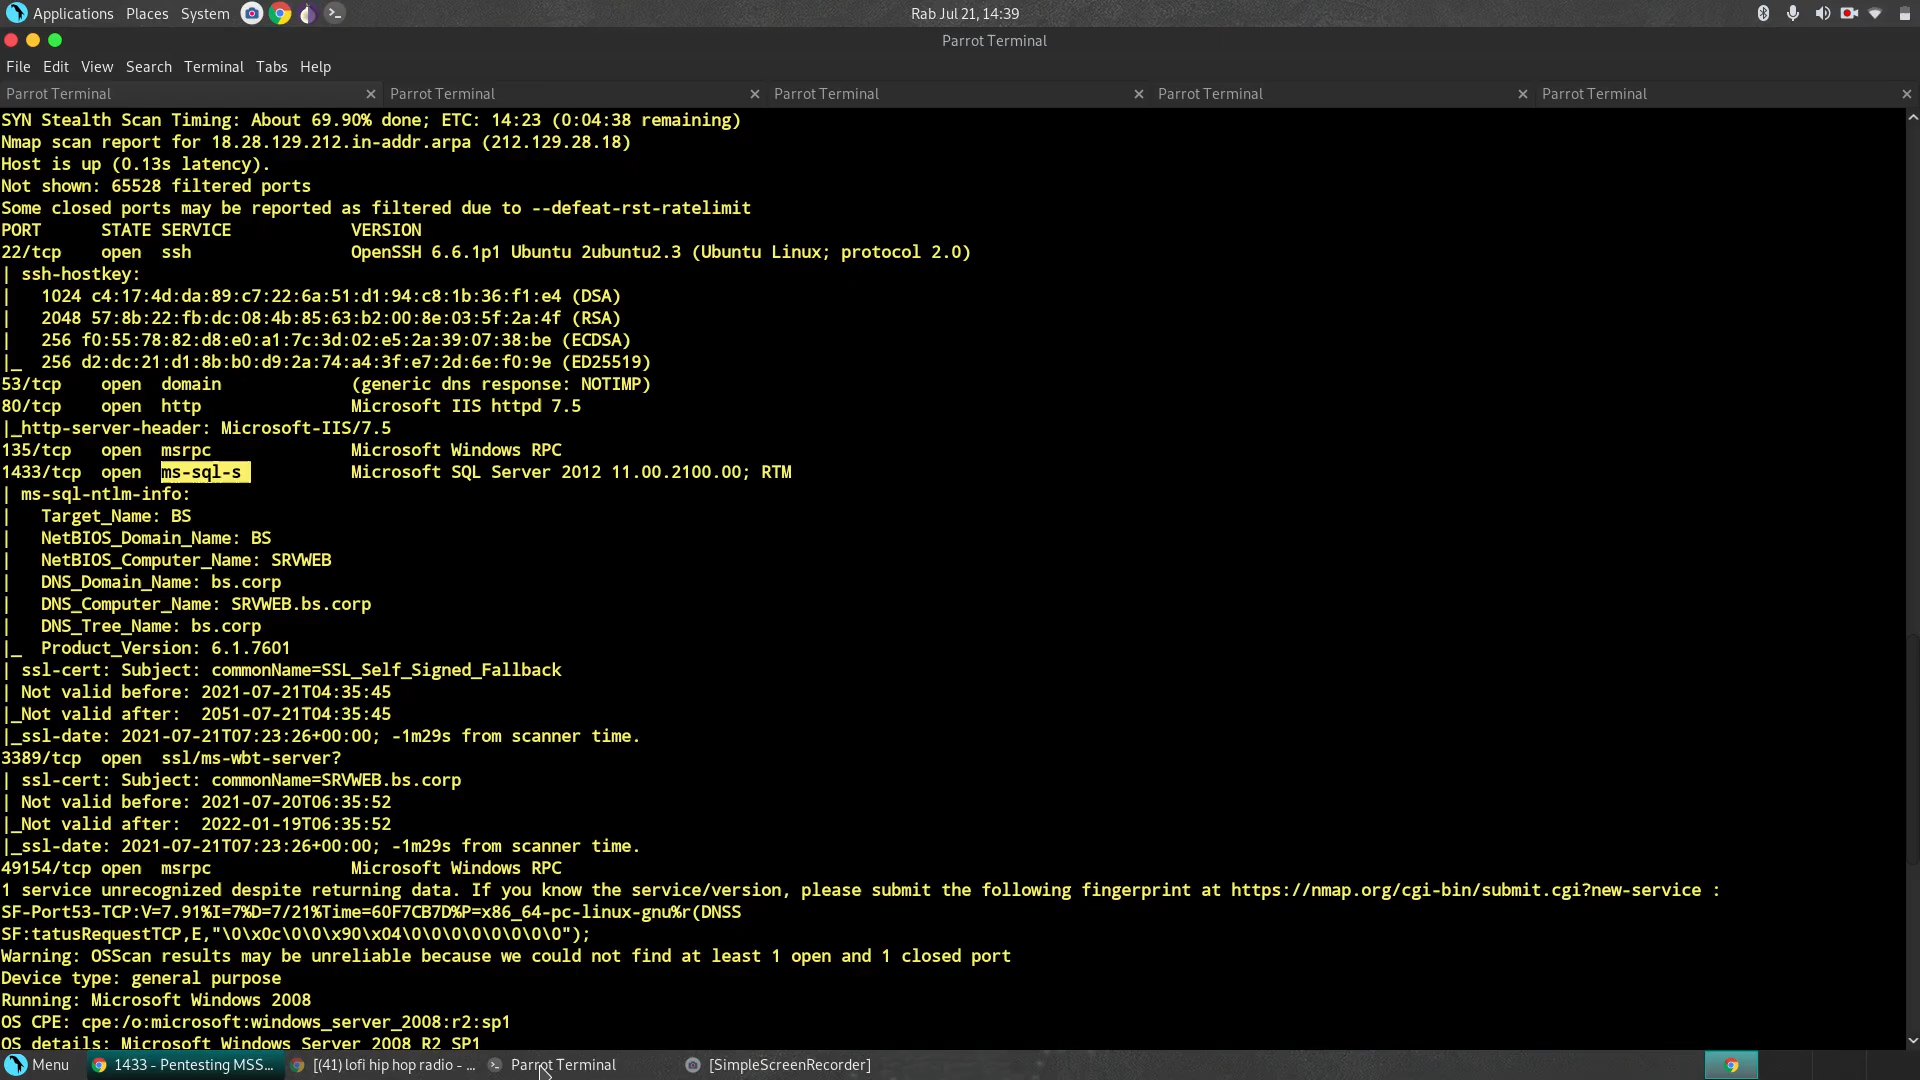 Applications Places System Rab Jul 21, 14:39
Parrot Terminal
File Edit View Search Terminal Tabs Help
Parrot Terminal Parrot Terminal Parrot Terminal Parrot Terminal Parrot Terminal
SYN Stealth Scan Timing: About 69.90% done; ETC: 14:23 (0:04:38 remaining)
Nmap scan report for 18.28.129.212.in-addr.arpa (212.129.28.18)
Host is up (0.13s latency).
Not shown: 65528 filtered ports
Some closed ports may be reported as filtered due to --defeat-rst-ratelimit
PORT STATE SERVICE VERSION
22/tcp open ssh OpenSSH 6.6.1p1 Ubuntu 2ubuntu2.3 (Ubuntu Linux; protocol 2.0)
| ssh-hostkey:
| 1024 c4:17:4d:da:89:c7:22:6a:51:d1:94:c8:1b:36:f1:e4 (DSA)
| 2048 57:8b:22:fb:dc:08:4b:85:63:b2:00:8e:03:5f:2a:4f (RSA)
| 256 f0:55:78:82:d8:e0:a1:7c:3d:02:e5:2a:39:07:38:be (ECDSA)
|_ 256 d2:dc:21:d1:8b:b0:d9:2a:74:a4:3f:e7:2d:6e:f0:9e (ED25519)
53/tcp open domain (generic dns response: NOTIMP)
80/tcp open http Microsoft IIS httpd 7.5
|_http-server-header: Microsoft-IIS/7.5
135/tcp open msrpc Microsoft Windows RPC
1433/tcp open ms-sql-s Microsoft SQL Server 2012 11.00.2100.00; RTM
| ms-sql-ntlm-info:
| Target_Name: BS
| NetBIOS_Domain_Name: BS
| NetBIOS_Computer_Name: SRVWEB
| DNS_Domain_Name: bs.corp
| DNS_Computer_Name: SRVWEB.bs.corp
| DNS_Tree_Name: bs.corp
|_ Product_Version: 6.1.7601
| ssl-cert: Subject: commonName=SSL_Self_Signed_Fallback
| Not valid before: 2021-07-21T04:35:45
|_Not valid after: 2051-07-21T04:35:45
|_ssl-date: 2021-07-21T07:23:26+00:00; -1m29s from scanner time.
3389/tcp open ssl/ms-wbt-server?
| ssl-cert: Subject: commonName=SRVWEB.bs.corp
| Not valid before: 2021-07-20T06:35:52
|_Not valid after: 2022-01-19T06:35:52
|_ssl-date: 2021-07-21T07:23:26+00:00; -1m29s from scanner time.
49154/tcp open msrpc Microsoft Windows RPC
1 service unrecognized despite returning data. If you know the service/version, please submit the following fingerprint at https://nmap.org/cgi-bin/submit.cgi?new-service :
SF-Port53-TCP:V=7.91%I=7%D=7/21%Time=60F7CB7D%P=x86_64-pc-linux-gnu%r(DNSS
SF:tatusRequestTCP,E,"\0\x0c\0\0\x90\x04\0\0\0\0\0\0\0\0");
Warning: OSScan results may be unreliable because we could not find at least 1 open and 1 closed port
Device type: general purpose
Running: Microsoft Windows 2008
OS CPE: cpe:/o:microsoft:windows_server_2008:r2:sp1
OS details: Microsoft Windows Server 2008 R2 SP1
Menu 1433 - Pentesting MSS... [(41) lofi hip hop radio - ... Parrot Terminal [SimpleScreenRecorder]